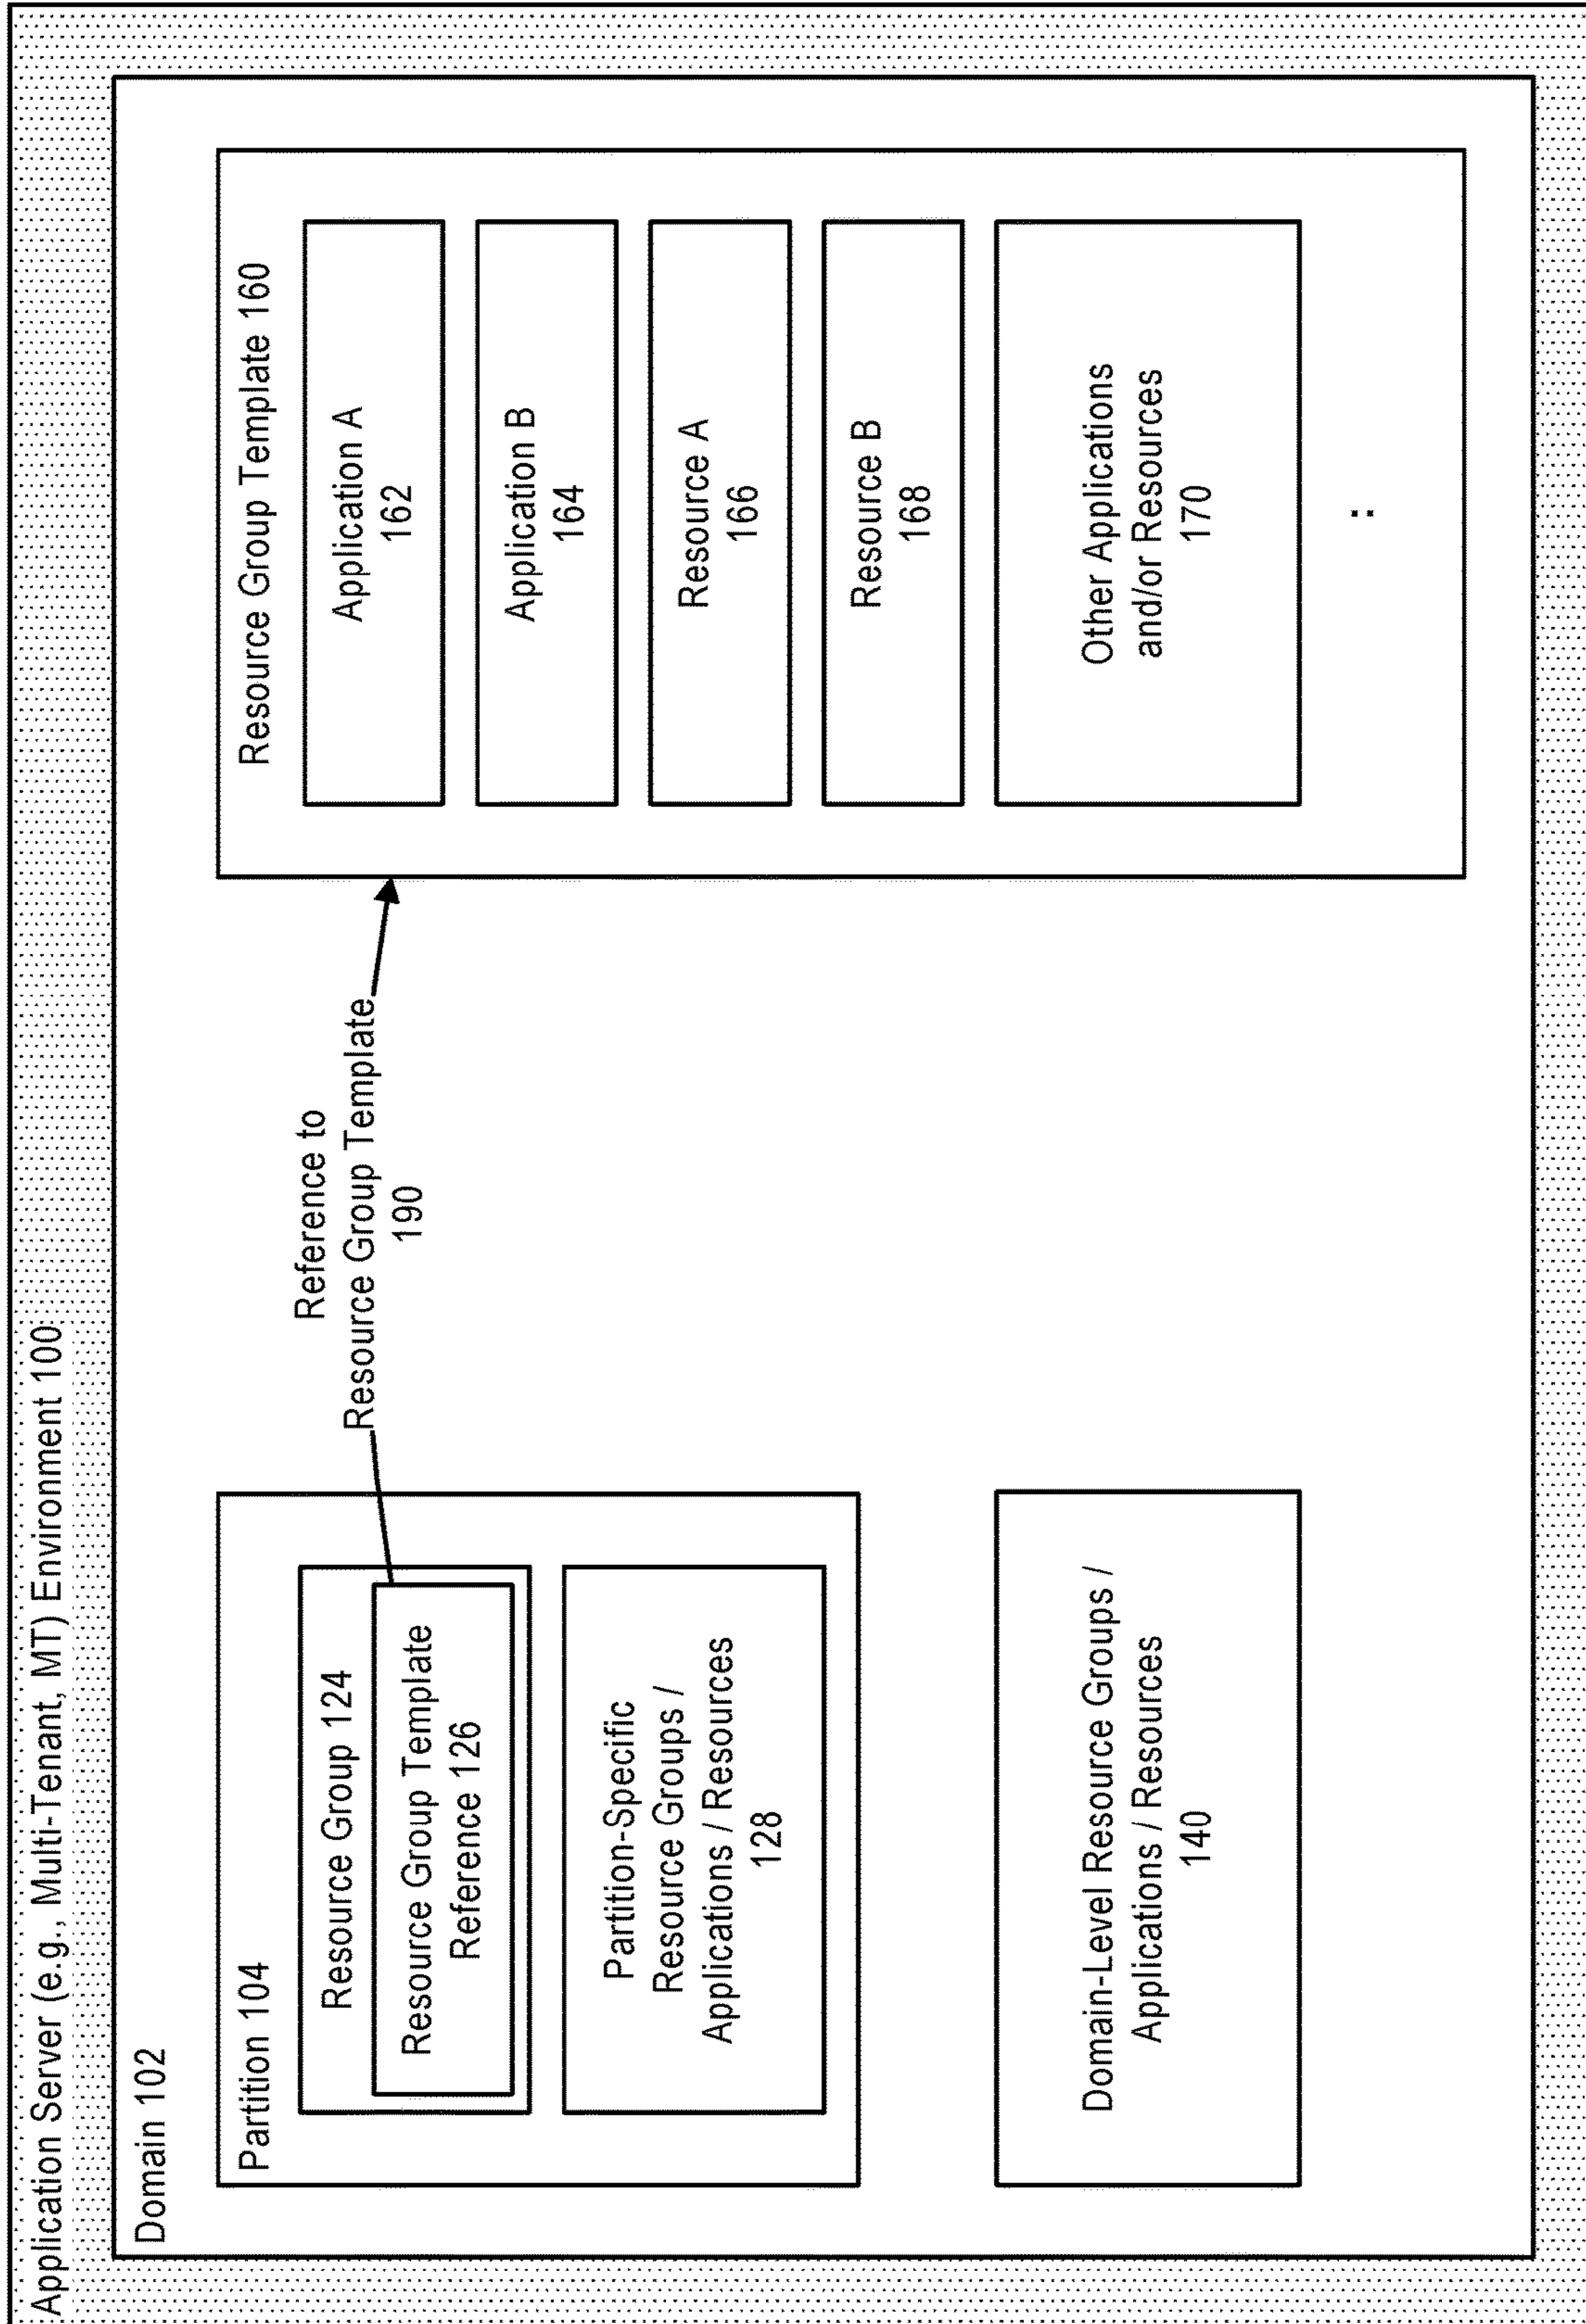 Application Server (e.g., Multi-Tenant, MT) Environment 100
Domain 102
Partition 104
Resource Group 124
Resource Group Template
Reference 126
Partition-Specific
Resource Groups /
Applications / Resources
128
Domain-Level Resource Groups /
Applications / Resources
140
Reference to
Resource Group Template
190
Resource Group Template 160
Application A
162
Application B
164
Resource A
166
Resource B
168
Other Applications
and/or Resources
170
..